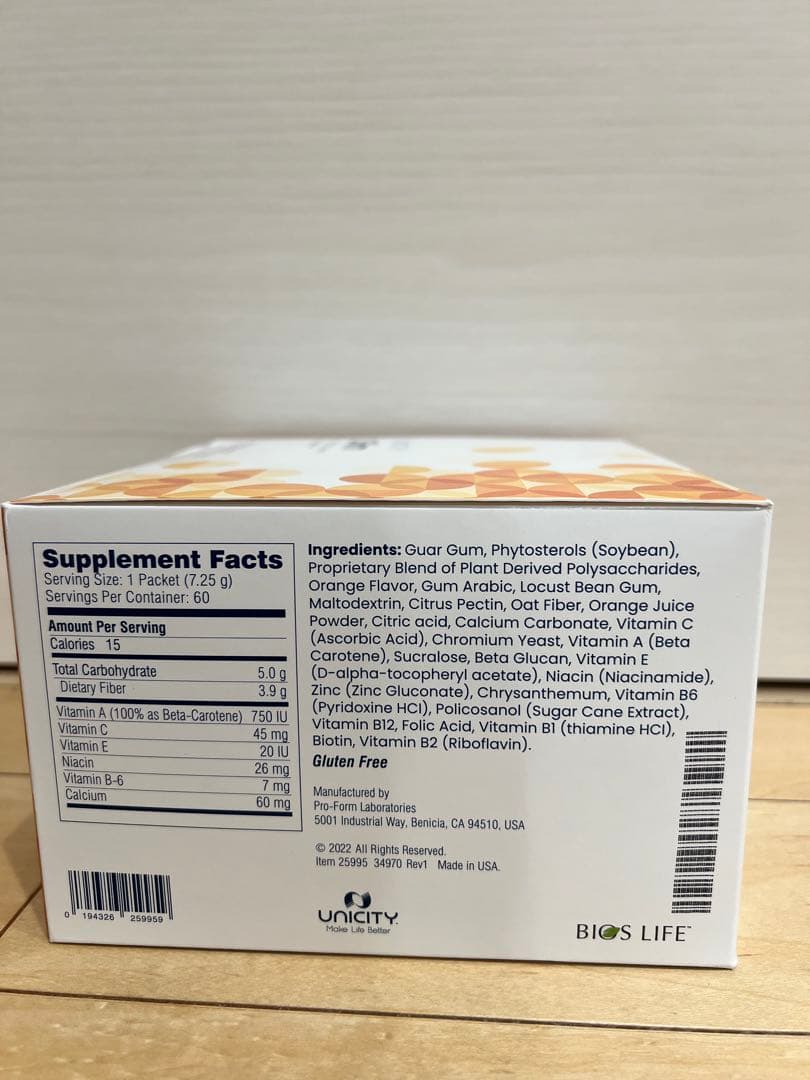 Supplement Facts
Serving Size: 1 Packet (7.25 g)
Servings Per Container: 60
Amount Per Serving
Calories 15
Total Carbohydrate 5.0 g
Dietary Fiber 3.9 g
Vitamin A (100% as Beta-Carotene) 750 IU
Vitamin C 45 mg
Vitamin E 20 IU
Niacin 26 mg
Vitamin B-6 7 mg
Calcium 60 mg
Ingredients: Guar Gum, Phytosterols (Soybean),
Proprietary Blend of Plant Derived Polysaccharides,
Orange Flavor, Gum Arabic, Locust Bean Gum,
Maltodextrin, Citrus Pectin, Oat Fiber, Orange Juice
Powder, Citric acid, Calcium Carbonate, Vitamin C
(Ascorbic Acid), Chromium Yeast, Vitamin A (Beta
Carotene), Sucralose, Beta Glucan, Vitamin E
(D-alpha-tocopheryl acetate), Niacin (Niacinamide),
Zinc (Zinc Gluconate), Chrysanthemum, Vitamin B6
(Pyridoxine HCl), Policosanol (Sugar Cane Extract),
Vitamin B12, Folic Acid, Vitamin B1 (thiamine HCl),
Biotin, Vitamin B2 (Riboflavin).
Gluten Free
Manufactured by
Pro-Form Laboratories
5001 Industrial Way, Benicia, CA 94510, USA
© 2022 All Rights Reserved.
Item 25995 34970 Rev1 Made in USA.
0 194326 259959
UNICITY.
Make Life Better
BIOS LIFE™